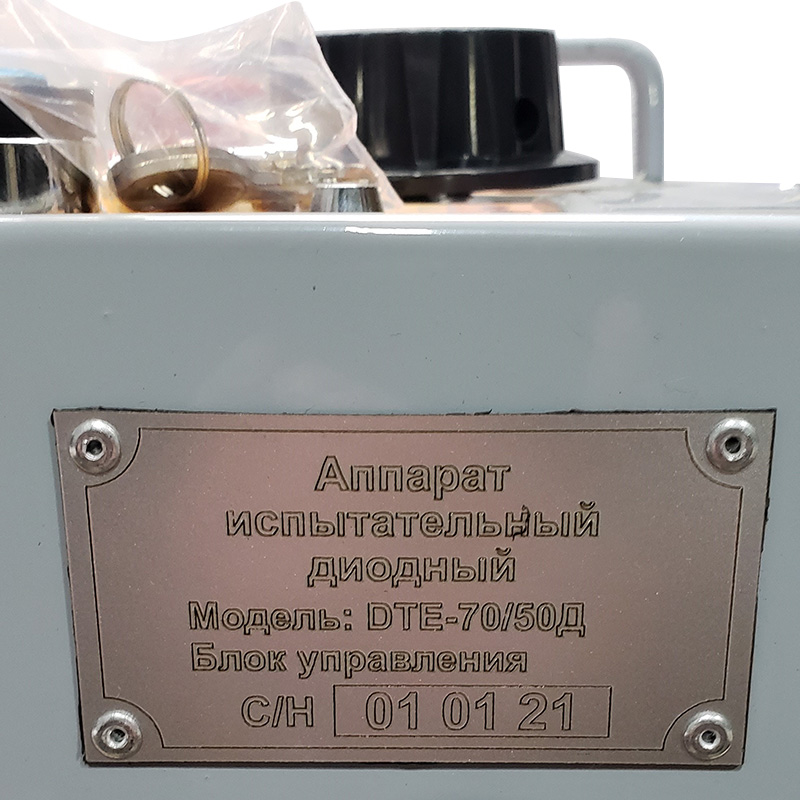 Аппарат
испытательный
диодный
Модель: DTE-70/50Д
Блок управления
С/Н 01 01 21